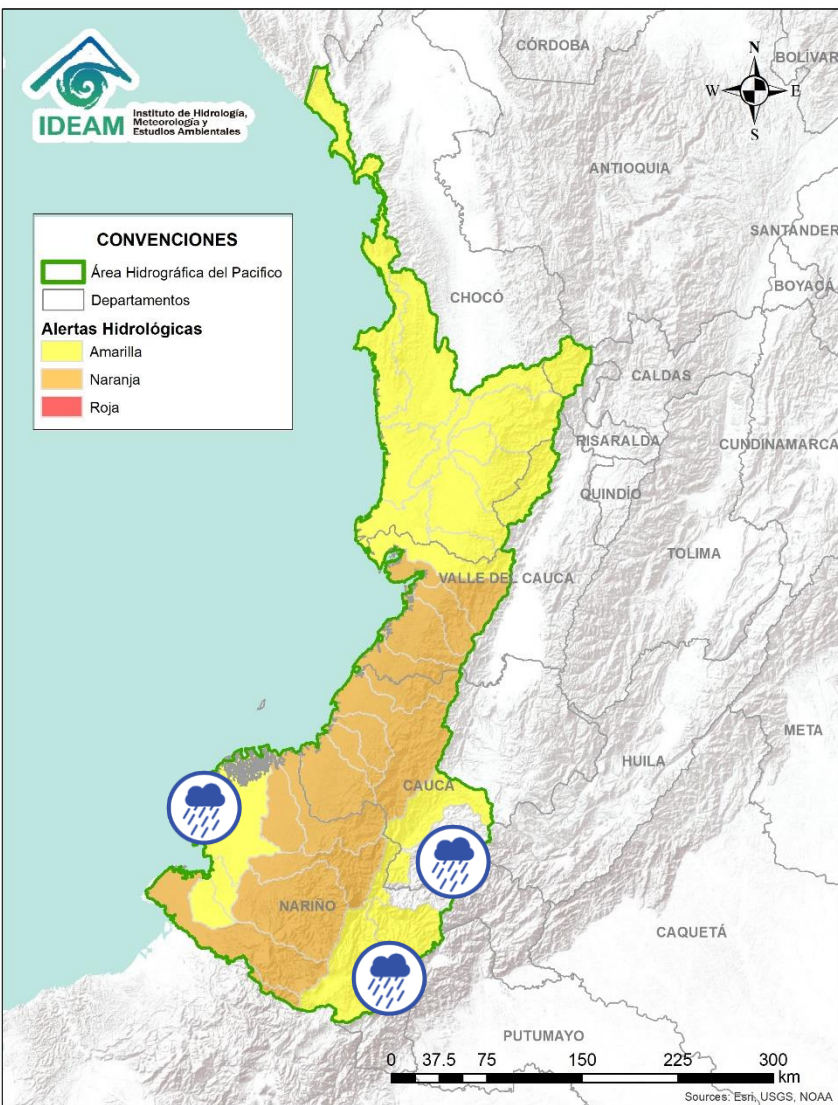 IDEAM
Instituto de Hidrología,
Meteorología y
Estudios Ambientales
CÓRDOBA
BOLÍVAR
N
W
E
S
ANTIOQUIA
SANTANDER
BOYACÁ
CONVENCIONES
Área Hidrográfica del Pacifico
Departamentos
Alertas Hidrológicas
Amarilla
Naranja
Roja
CHOCÓ
CALDAS
RISARALDA
CUNDINAMARCA
QUINDÍO
TOLIMA
VALLE DEL CAUCA
META
HUILA
CAUCA
NARIÑO
CAQUETÁ
PUTUMAYO
0 37.5 75 150 225 300
km
Sources: Esri, USGS, NOAA